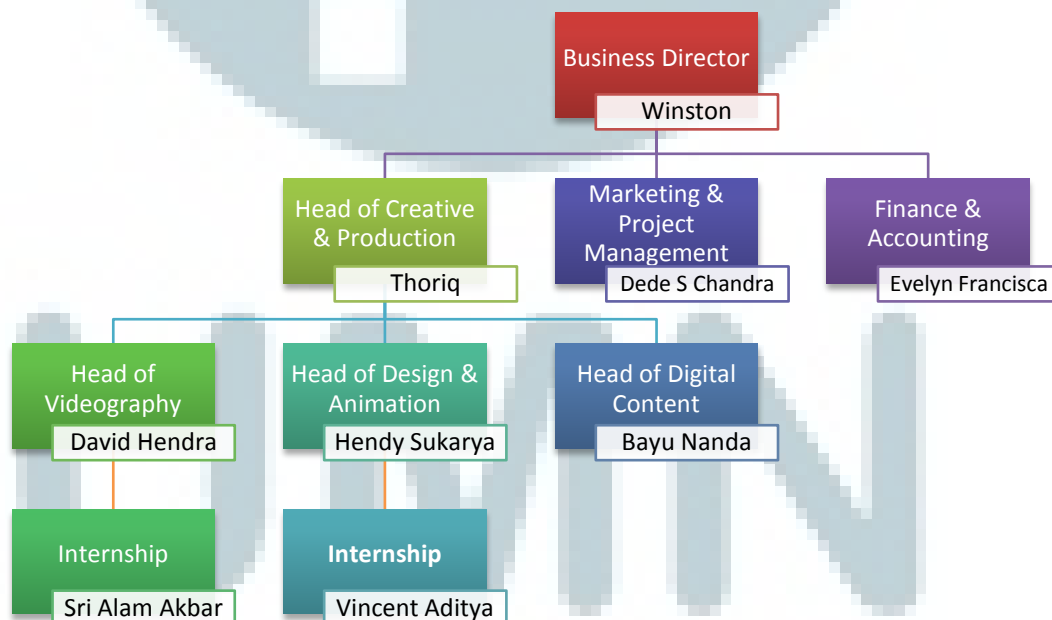 Business Director
Winston
Head of Creative
& Production
Thoriq
Marketing &
Project
Management
Dede S Chandra
Finance &
Accounting
Evelyn Francisca
Head of
Videography
David Hendra
Head of Design &
Animation
Hendy Sukarya
Head of Digital
Content
Bayu Nanda
Internship
Sri Alam Akbar
Internship
Vincent Aditya
UMN